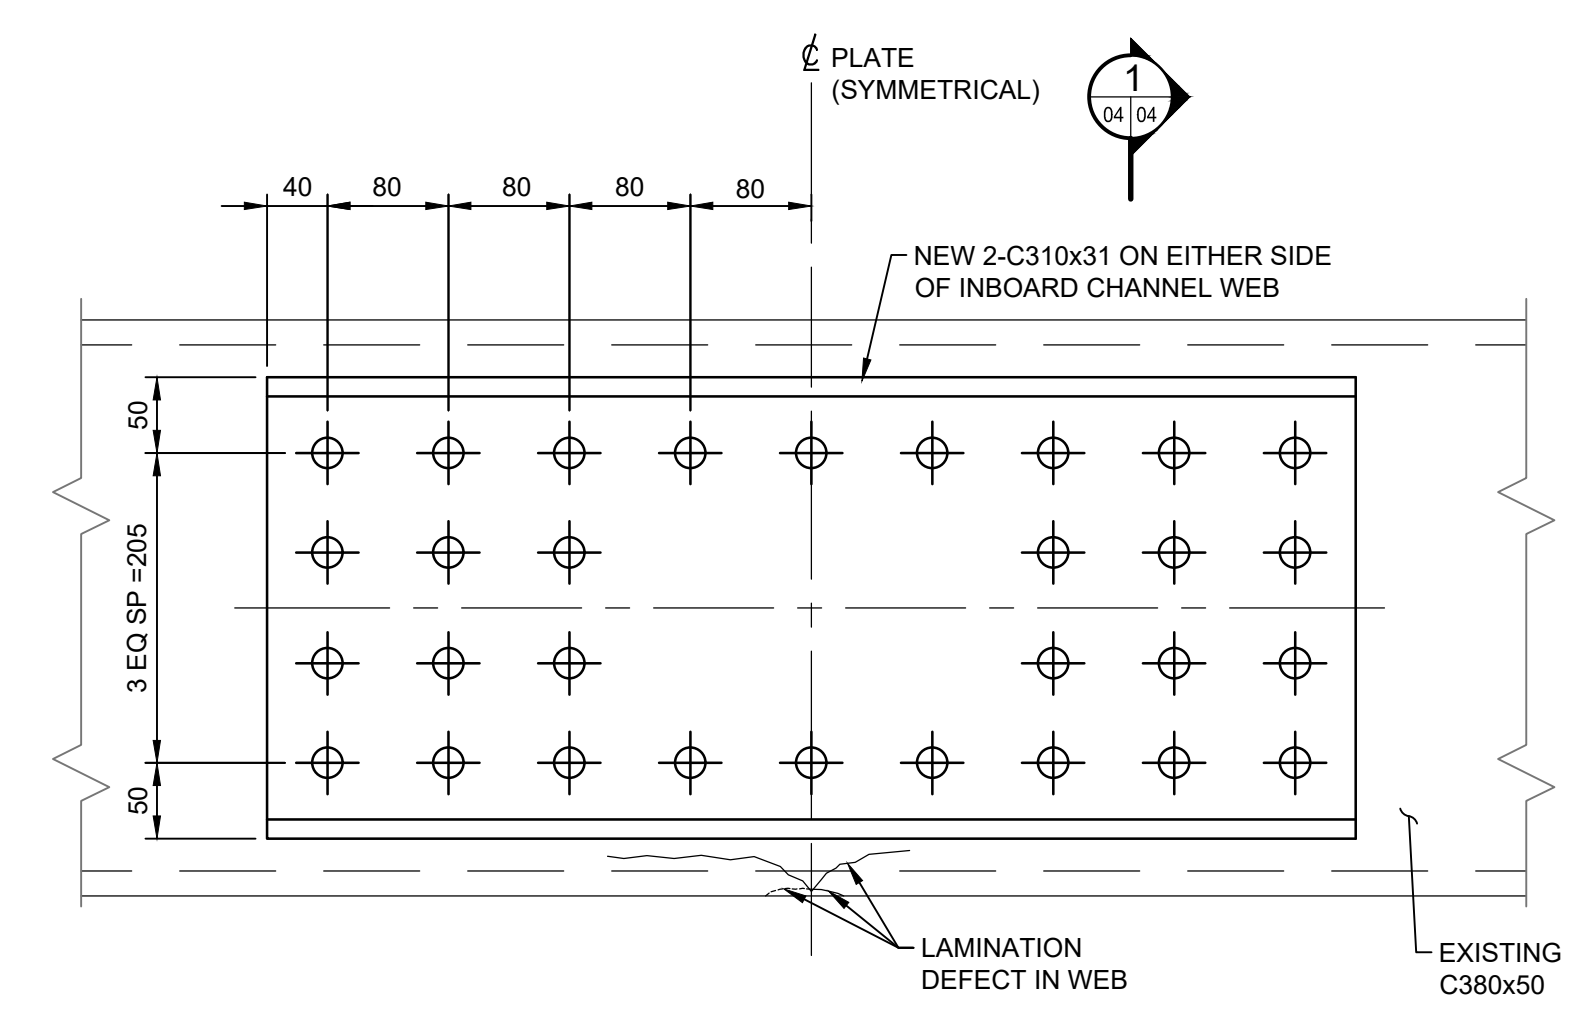 ℄ PLATE
(SYMMETRICAL)
1
04 04
40 80 80 80 80
NEW 2-C310x31 ON EITHER SIDE
OF INBOARD CHANNEL WEB
50
3 EQ SP =205
50
LAMINATION
DEFECT IN WEB
EXISTING
C380x50